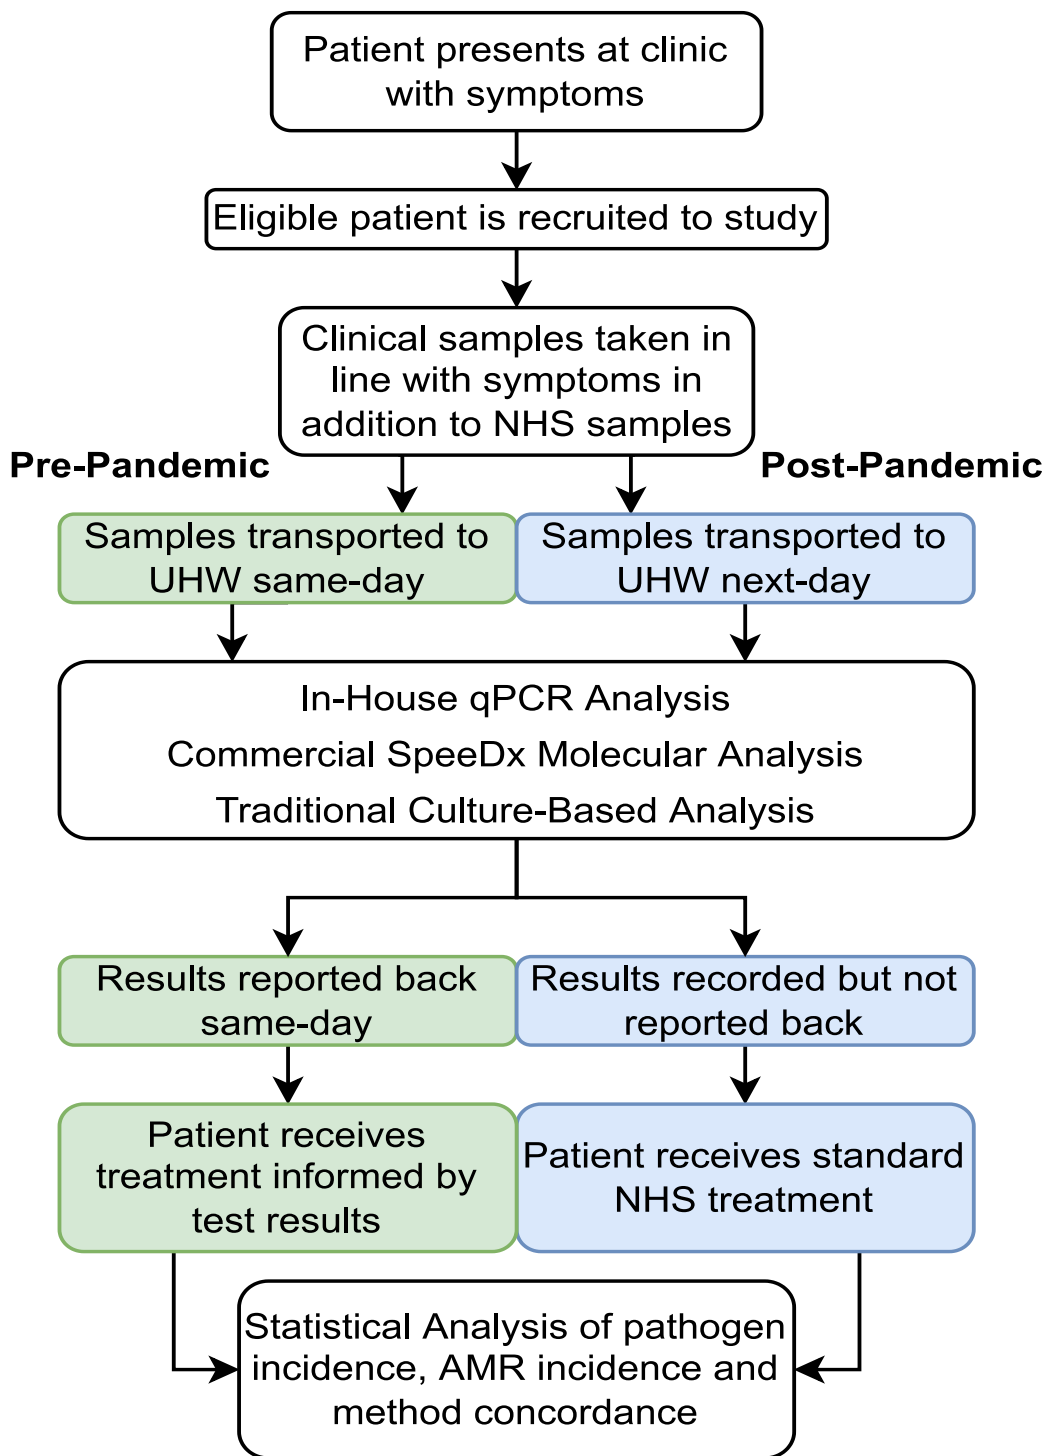 Patient presents at clinic
with symptoms
Eligible patient is recruited to study
Clinical samples taken in
line with symptoms in
addition to NHS samples
Pre-Pandemic
Post-Pandemic
Samples transported to
UHW same-day
Samples transported to
UHW next-day
In-House qPCR Analysis
Commercial SpeeDx Molecular Analysis
Traditional Culture-Based Analysis
Results reported back
same-day
Results recorded but not
reported back
Patient receives
treatment informed by
test results
Patient receives standard
NHS treatment
Statistical Analysis of pathogen
incidence, AMR incidence and
method concordance